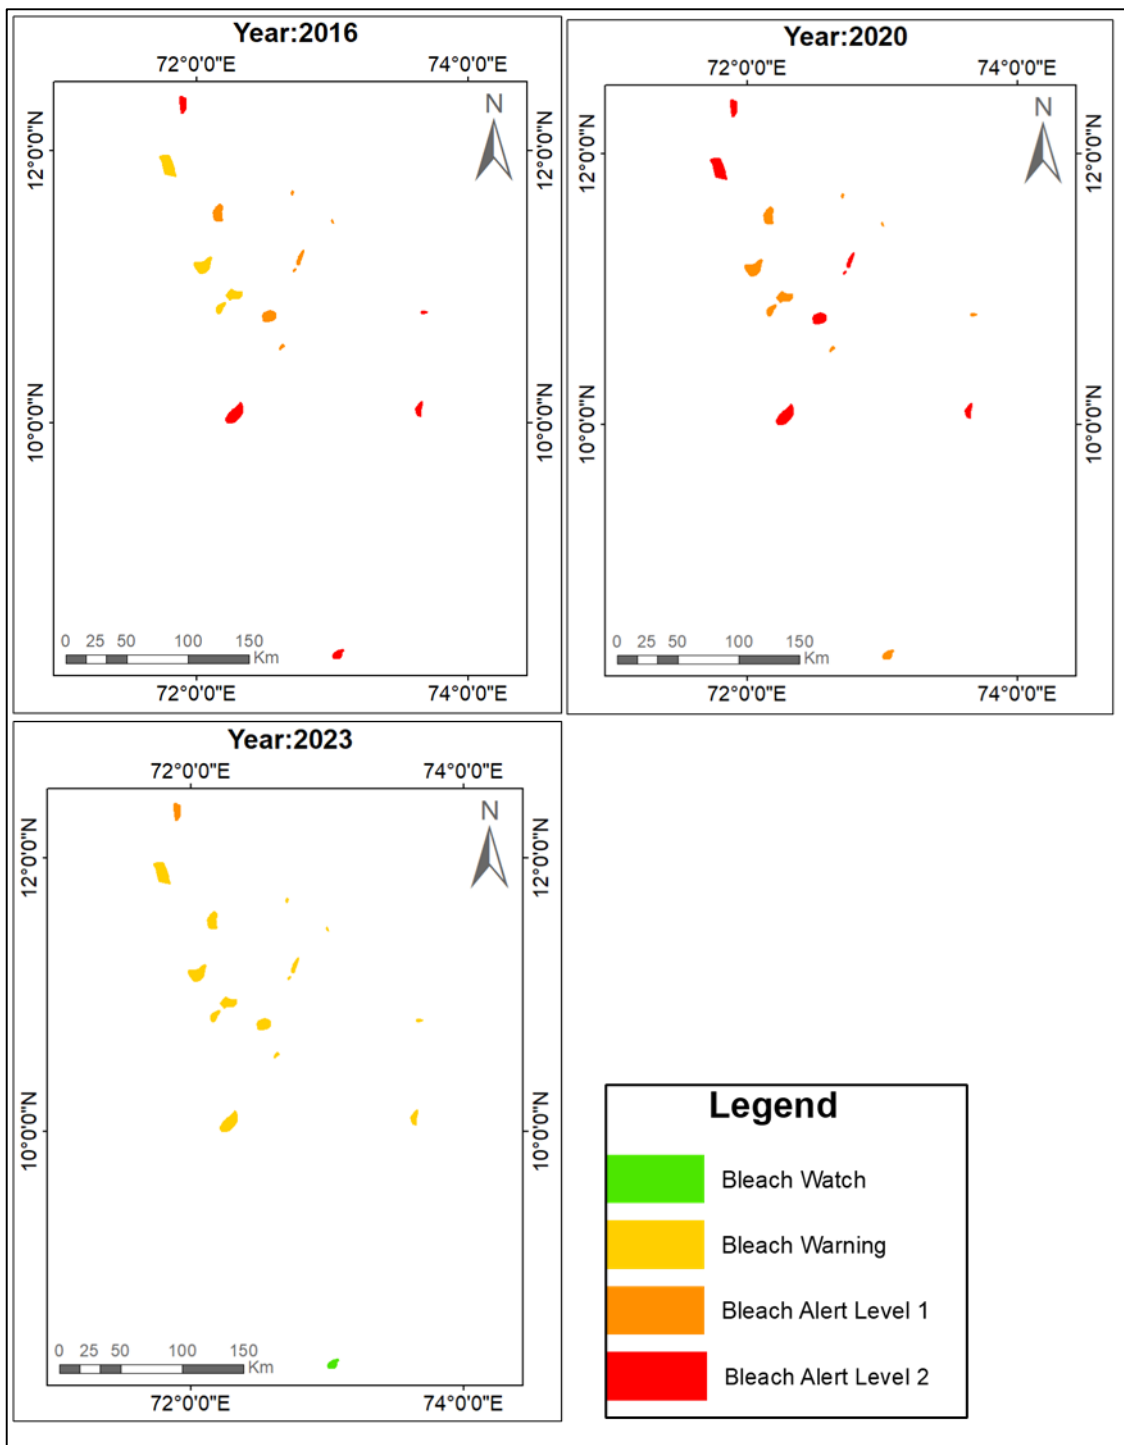 Year:2016
72°0'0"E 74°0'0"E
N
12°0'0"N 12°0'0"N
10°0'0"N 10°0'0"N
0 25 50 100 150
Km
72°0'0"E 74°0'0"E
Year:2020
72°0'0"E 74°0'0"E
N
12°0'0"N 12°0'0"N
10°0'0"N 10°0'0"N
0 25 50 100 150
Km
72°0'0"E 74°0'0"E
Year:2023
72°0'0"E 74°0'0"E
N
12°0'0"N 12°0'0"N
10°0'0"N 10°0'0"N
0 25 50 100 150
Km
72°0'0"E 74°0'0"E
Legend
Bleach Watch
Bleach Warning
Bleach Alert Level 1
Bleach Alert Level 2